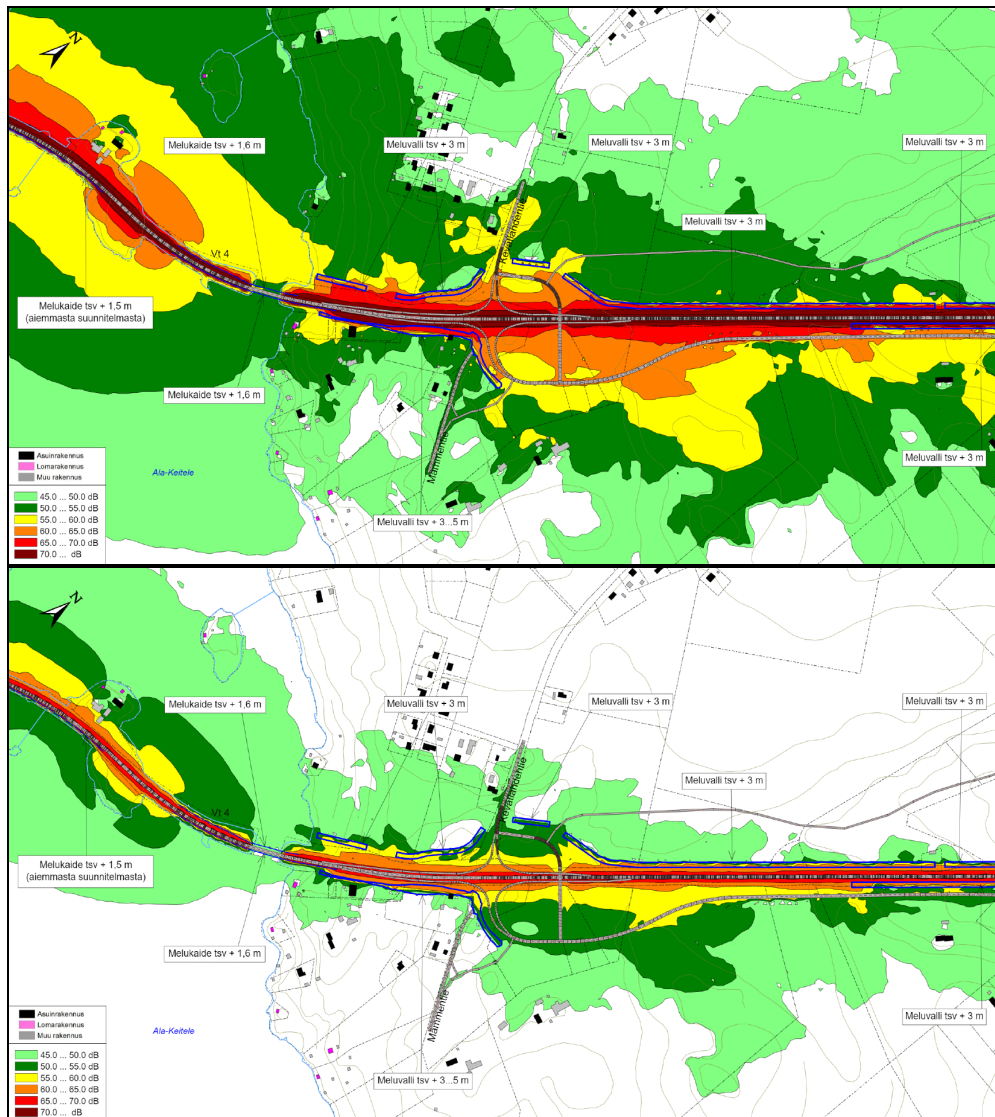 N
Melukaide tsv + 1,6 m
Meluvalli tsv + 3 m
Meluvalli tsv + 3 m
Meluvalli tsv + 3 m
Meluvalli tsv + 3 m
Kovalahdentie
Vt 4
Melukaide tsv + 1,5 m
(aiemmasta suunnitelmasta)
Melukaide tsv + 1,6 m
Mämmentie
Meluvalli tsv + 3 m
Asuinrakennus
Lomarakennus
Muu rakennus
Ala-Keitele
45.0 ... 50.0 dB
50.0 ... 55.0 dB
55.0 ... 60.0 dB
60.0 ... 65.0 dB
65.0 ... 70.0 dB
70.0 ... dB
Meluvalli tsv + 3...5 m
N
Melukaide tsv + 1,6 m
Meluvalli tsv + 3 m
Meluvalli tsv + 3 m
Meluvalli tsv + 3 m
Meluvalli tsv + 3 m
Kovalahdentie
Vt 4
Melukaide tsv + 1,5 m
(aiemmasta suunnitelmasta)
Melukaide tsv + 1,6 m
Mämmentie
Meluvalli tsv + 3 m
Asuinrakennus
Lomarakennus
Muu rakennus
Ala-Keitele
45.0 ... 50.0 dB
50.0 ... 55.0 dB
55.0 ... 60.0 dB
60.0 ... 65.0 dB
65.0 ... 70.0 dB
70.0 ... dB
Meluvalli tsv + 3...5 m